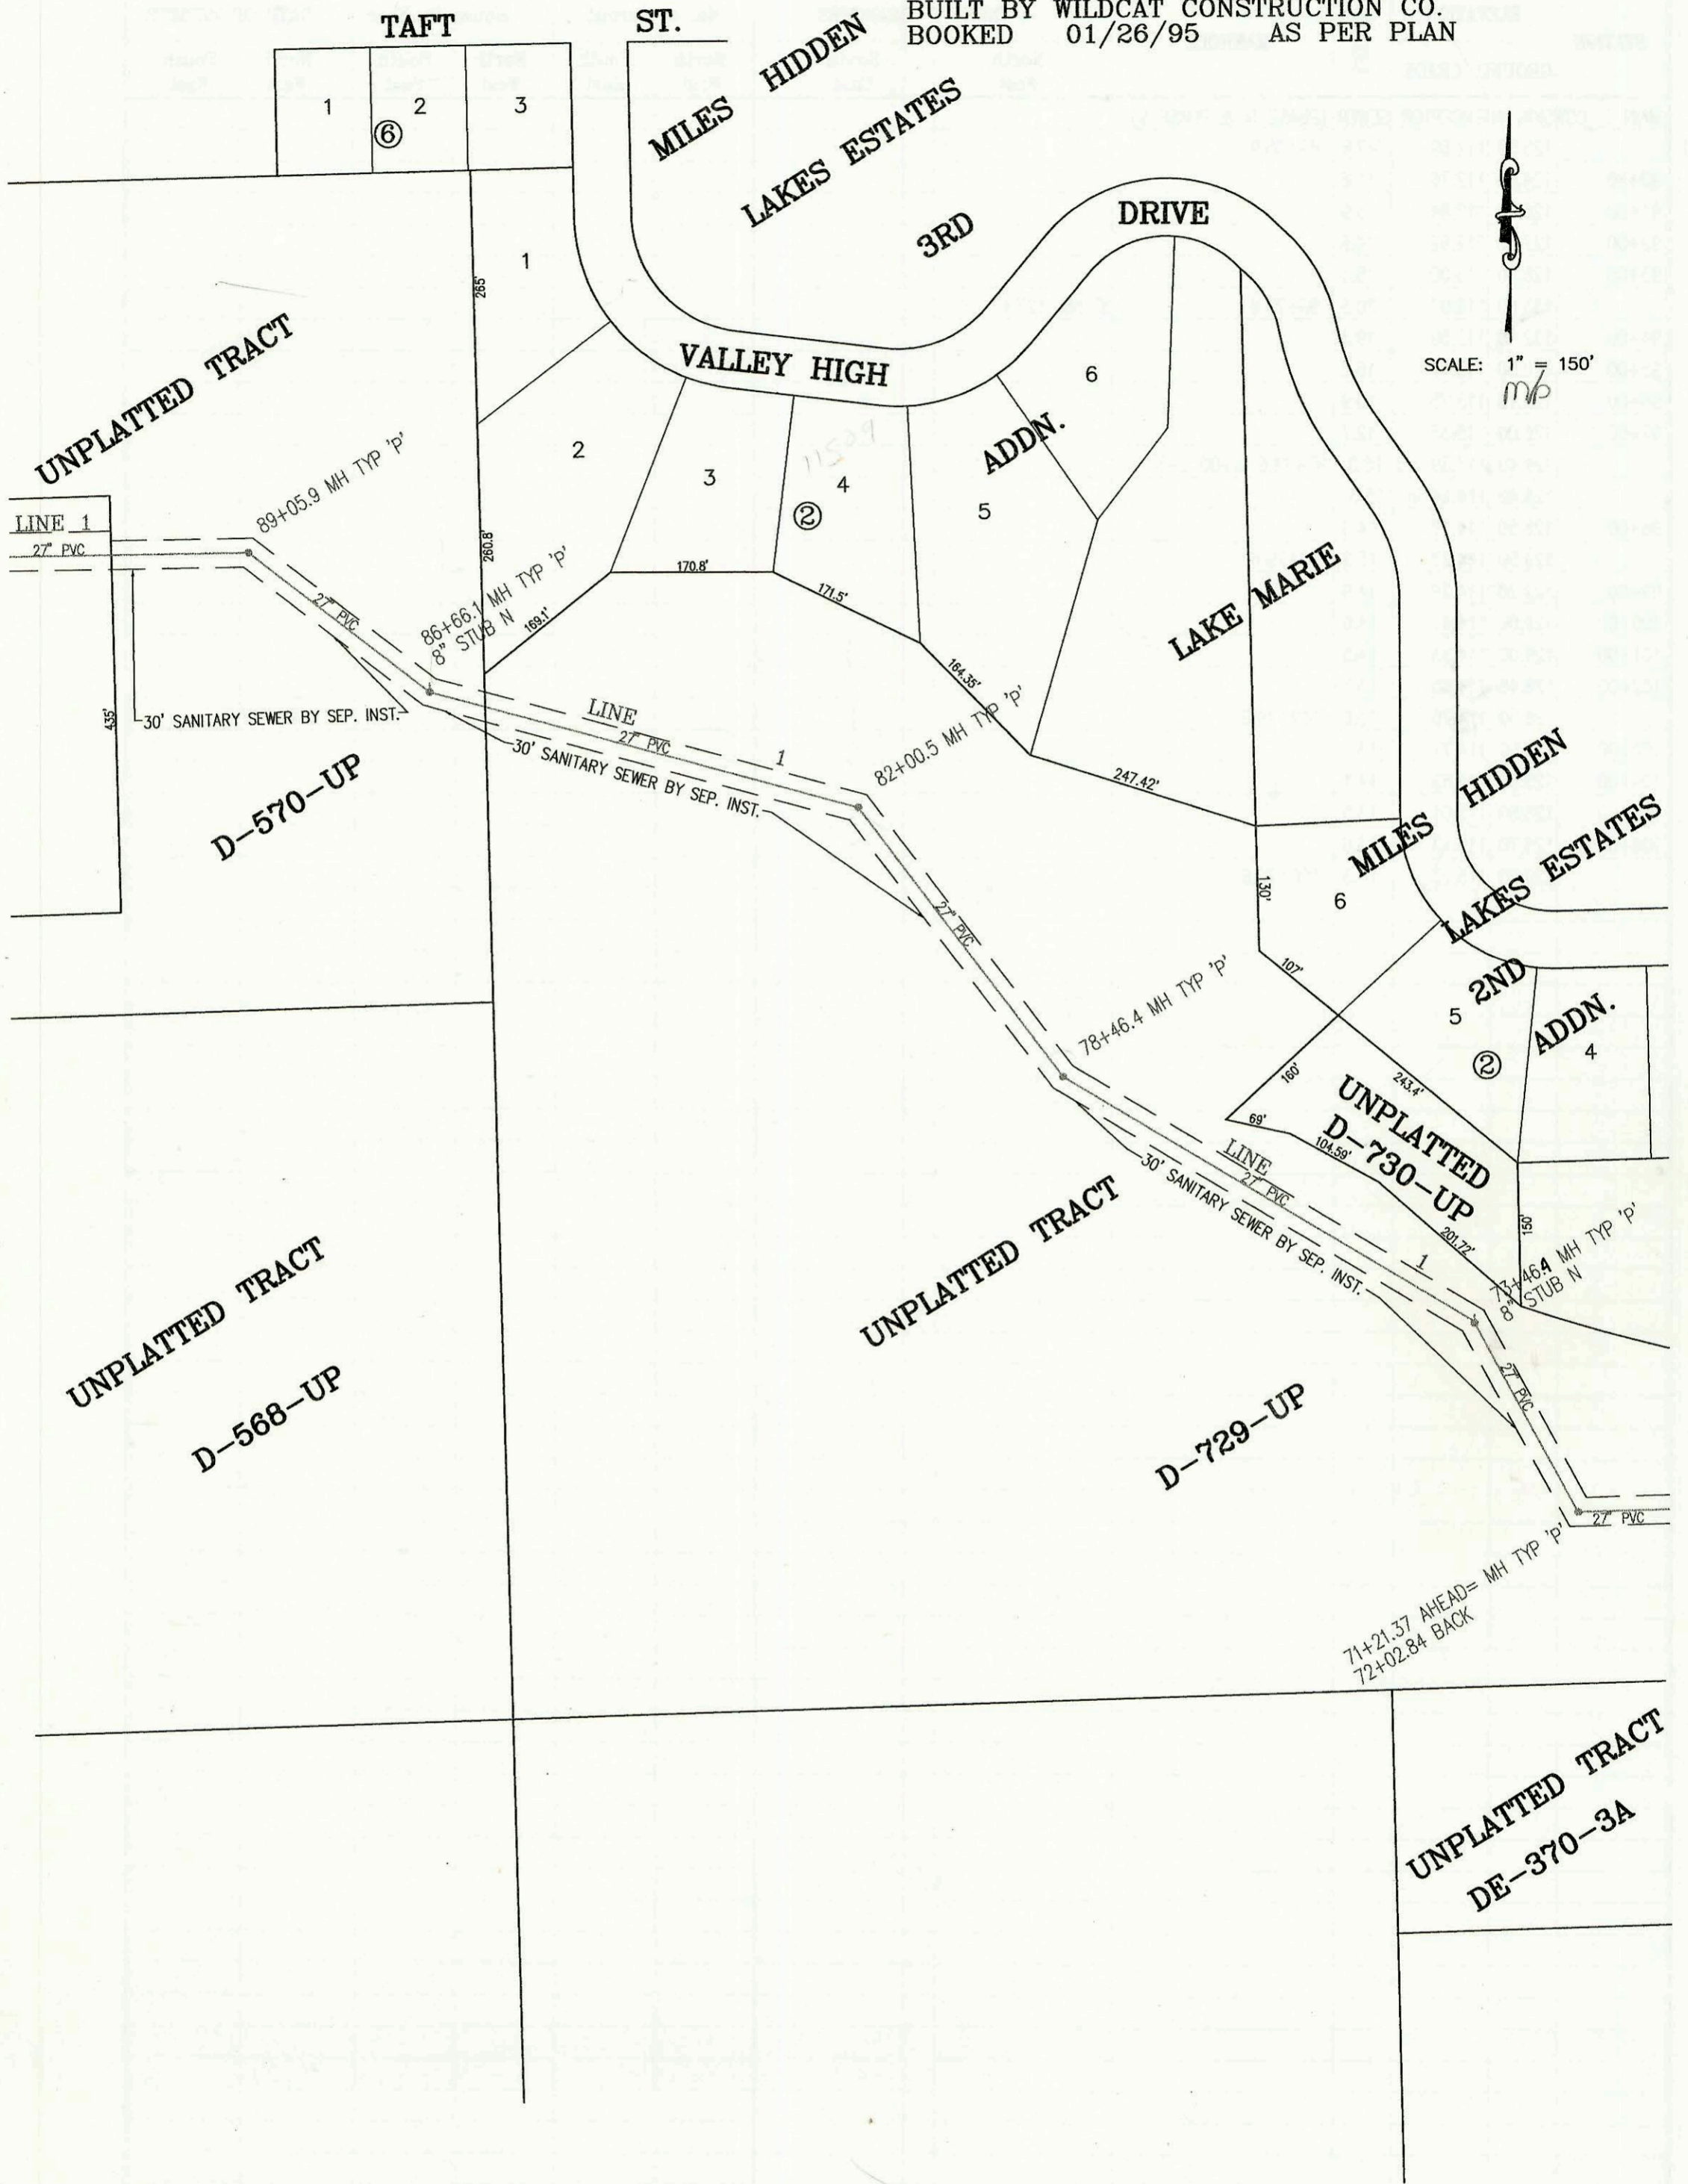 BUILT BY WILDCAT CONSTRUCTION CO.
BOOKED 01/26/95 AS PER PLAN
TAFT ST.
1
2
3
6
MILES HIDDEN
LAKES ESTATES
3RD
ADDN.
DRIVE
VALLEY HIGH
SCALE: 1" = 150'
1
265'
UNPLATTED TRACT
2
3
4
2
5
6
LINE 1
27" PVC
89+05.9 MH TYP 'P'
260.8'
170.8'
171.5'
27" PVC
86+66.1 MH TYP 'P'
8" STUB N
169.1'
LAKE MARIE
164.35'
247.42'
435'
30' SANITARY SEWER BY SEP. INST.
LINE 1
27" PVC
30' SANITARY SEWER BY SEP. INST.
82+00.5 MH TYP 'P'
D-570-UP
MILES HIDDEN
LAKES ESTATES
2ND
ADDN.
130'
6
107'
5
2
4
27" PVC
78+46.4 MH TYP 'P'
160'
243.4'
69'
104.59'
UNPLATTED
D-730-UP
201.72'
150'
LINE 1
27" PVC
30' SANITARY SEWER BY SEP. INST.
73+46.4 MH TYP 'P'
8" STUB N
UNPLATTED TRACT
D-568-UP
UNPLATTED TRACT
D-729-UP
27" PVC
27" PVC
71+21.37 AHEAD= MH TYP 'P'
72+02.84 BACK
UNPLATTED TRACT
DE-370-3A